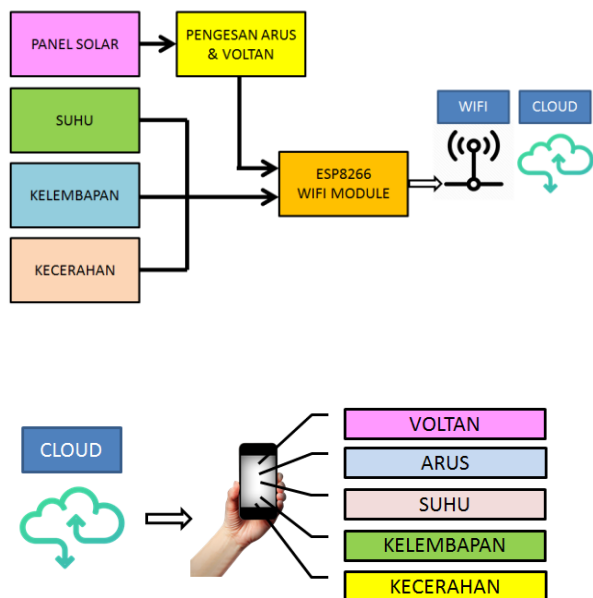 PANEL SOLAR
PENGESAN ARUS
& VOLTAN
SUHU
KELEMBAPAN
KECERAHAN
ESP8266
WIFI MODULE
WIFI
CLOUD
CLOUD
VOLTAN
ARUS
SUHU
KELEMBAPAN
KECERAHAN